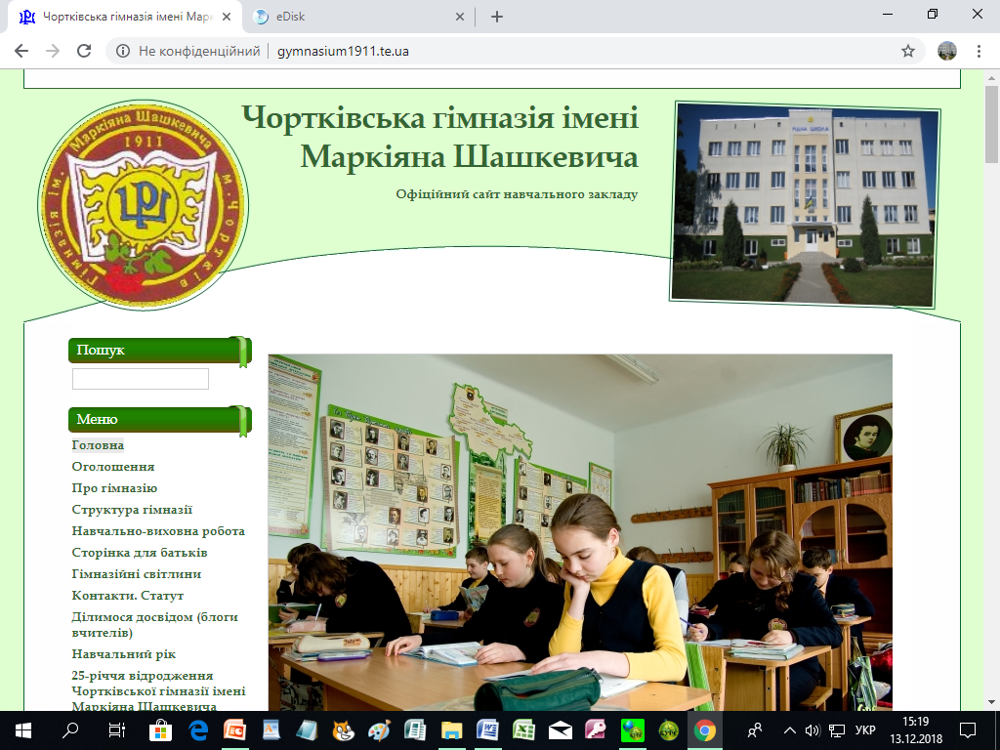 Чортківська гімназія імені Марк
eDisk
Не конфіденційний
gymnasium1911.te.ua
Гімназія ім. Маркіяна Шашкевича м. Чортків
1911
Чортківська гімназія імені
Маркіяна Шашкевича
Офіційний сайт навчального закладу
РІДНА ШКОЛА
Пошук
Меню
Головна
Оголошення
Про гімназію
Структура гімназії
Навчально-виховна робота
Сторінка для батьків
Гімназійні світлини
Контакти. Статут
Ділимося досвідом (блоги
вчителів)
Навчальний рік
25-річчя відродження
Чортківської гімназії імені
Маркіяна Шашкевича
УКР
15:19
13.12.2018